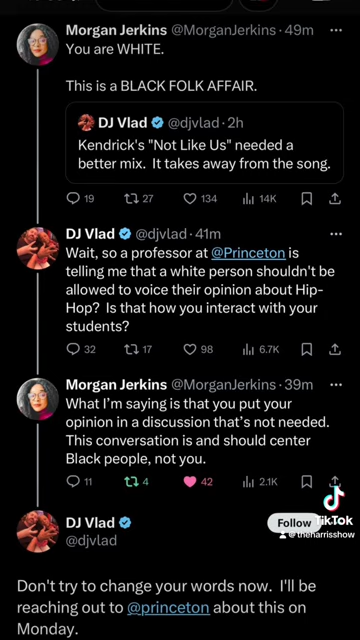 Morgan Jerkins @MorganJerkins · 49m
You are WHITE.
This is a BLACK FOLK AFFAIR.
DJ Vlad @djvlad · 2h
Kendrick's "Not Like Us" needed a
better mix. It takes away from the song.
19 27 134 14K
DJ Vlad @djvlad · 41m
Wait, so a professor at @Princeton is
telling me that a white person shouldn't be
allowed to voice their opinion about Hip-
Hop? Is that how you interact with your
students?
32 17 98 6.7K
Morgan Jerkins @MorganJerkins · 39m
What I'm saying is that you put your
opinion in a discussion that's not needed.
This conversation is and should center
Black people, not you.
11 4 42 2.1K
DJ Vlad
@djvlad
Follow
TikTok
@theharrisshow
Don't try to change your words now. I'll be
reaching out to @princeton about this on
Monday.